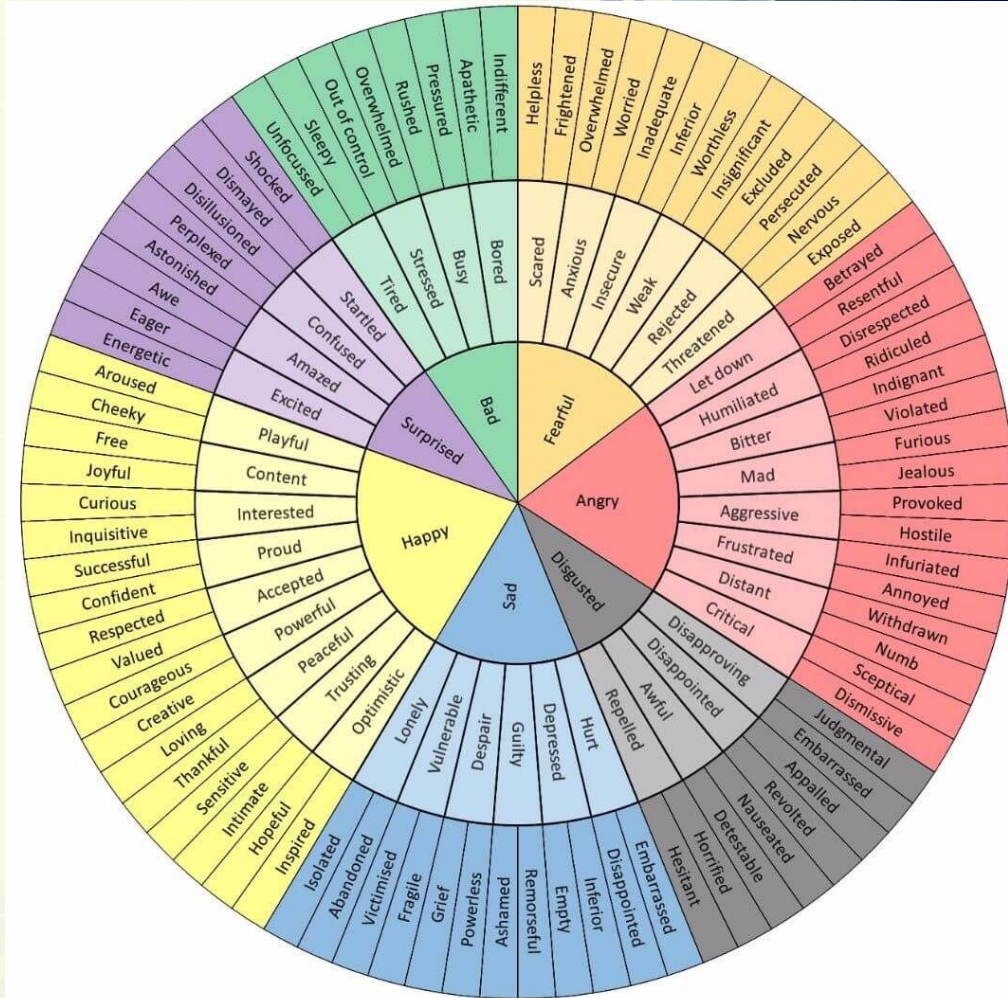 Bad
Fearful
Angry
Disgusted
Sad
Happy
Surprised
Bored
Scared
Anxious
Insecure
Weak
Rejected
Threatened
Let down
Humiliated
Bitter
Mad
Aggressive
Frustrated
Distant
Critical
Disapproving
Disappointed
Awful
Repelled
Hurt
Depressed
Guilty
Despair
Vulnerable
Lonely
Optimistic
Trusting
Peaceful
Powerful
Accepted
Proud
Interested
Content
Playful
Excited
Amazed
Confused
Startled
Tired
Stressed
Busy
Indifferent
Helpless
Frightened
Overwhelmed
Worried
Inadequate
Inferior
Worthless
Insignificant
Excluded
Persecuted
Nervous
Exposed
Betrayed
Resentful
Disrespected
Ridiculed
Indignant
Violated
Furious
Jealous
Provoked
Hostile
Infuriated
Annoyed
Withdrawn
Numb
Sceptical
Dismissive
Judgmental
Embarrassed
Appalled
Revolted
Nauseated
Detestable
Horrified
Hesitant
Embarrassed
Disappointed
Inferior
Empty
Remorseful
Ashamed
Powerless
Grief
Fragile
Victimised
Abandoned
Isolated
Inspired
Hopeful
Intimate
Sensitive
Thankful
Loving
Creative
Courageous
Valued
Respected
Confident
Successful
Inquisitive
Curious
Joyful
Free
Cheeky
Aroused
Energetic
Eager
Awe
Astonished
Perplexed
Disillusioned
Dismayed
Shocked
Unfocussed
Sleepy
Out of control
Overwhelmed
Rushed
Pressured
Apathetic